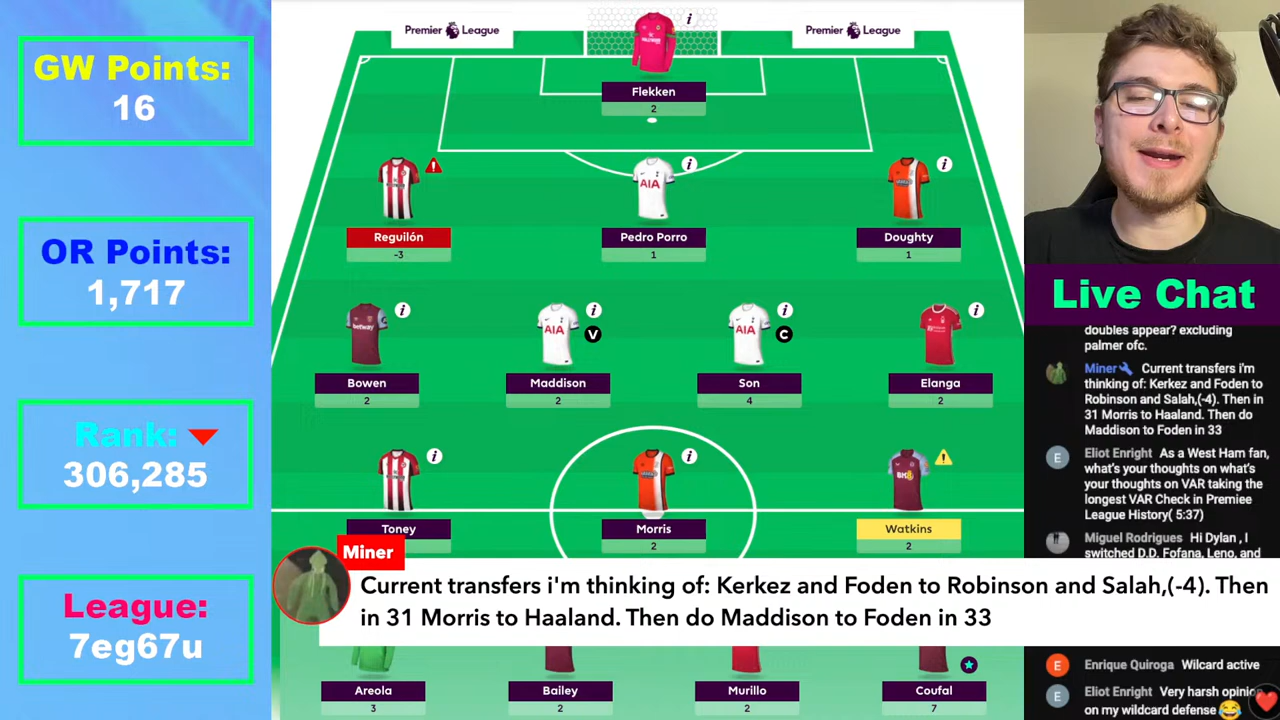 GW Points:
16
OR Points:
1,717
Rank:
306,285
League:
7eg67u
Premier League
Premier League
Flekken
2
AIA
Reguilón
-3
Pedro Porro
1
Doughty
1
betway
AIA
V
AIA
C
Bowen
2
Maddison
2
Son
4
Elanga
2
Toney
Morris
2
Watkins
2
Miner
Current transfers i'm thinking of: Kerkez and Foden to Robinson and Salah,(-4). Then
in 31 Morris to Haaland. Then do Maddison to Foden in 33
Areola
3
Bailey
2
Murillo
2
Coufal
7
Live Chat
doubles appear? excluding
palmer ofc.
Miner Current transfers i'm
thinking of: Kerkez and Foden to
Robinson and Salah,(-4). Then in
31 Morris to Haaland. Then do
Maddison to Foden in 33
E
Eliot Enright As a West Ham fan,
what's your thoughts on what's
your thoughts on VAR taking the
longest VAR Check in Premiee
League History( 5:37)
Miguel Rodrigues Hi Dylan , I
switched D.D. Fofana, Leno, and
E
Enrique Quiroga Wilcard active
E
Eliot Enright Very harsh opinion
on my wildcard defense 😂